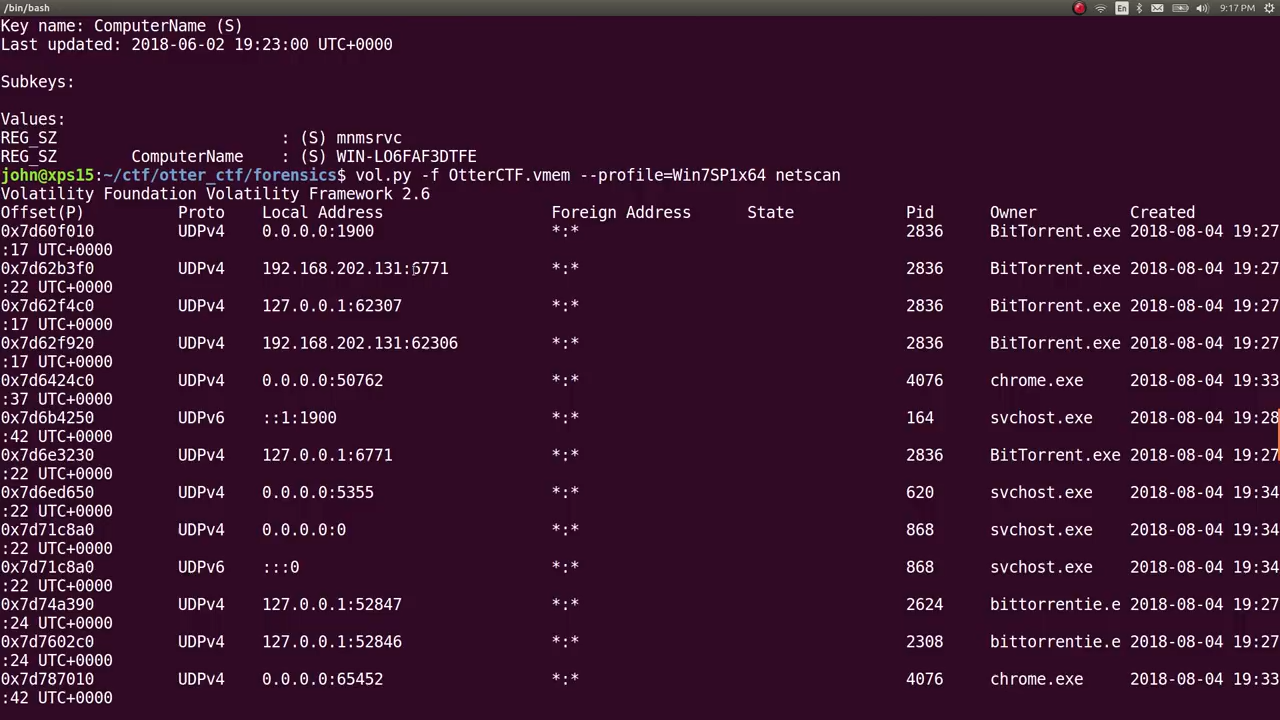 /bin/bash En 9:17 PM
Key name: ComputerName (S)
Last updated: 2018-06-02 19:23:00 UTC+0000
Subkeys:
Values:
REG_SZ : (S) mnmsrvc
REG_SZ ComputerName : (S) WIN-LO6FAF3DTFE
john@xps15:~/ctf/otter_ctf/forensics$ vol.py -f OtterCTF.vmem --profile=Win7SP1x64 netscan
Volatility Foundation Volatility Framework 2.6
Offset(P) Proto Local Address Foreign Address State Pid Owner Created
0x7d60f010 UDPv4 0.0.0.0:1900 *:* 2836 BitTorrent.exe 2018-08-04 19:27
:17 UTC+0000
0x7d62b3f0 UDPv4 192.168.202.131:6771 *:* 2836 BitTorrent.exe 2018-08-04 19:27
:22 UTC+0000
0x7d62f4c0 UDPv4 127.0.0.1:62307 *:* 2836 BitTorrent.exe 2018-08-04 19:27
:17 UTC+0000
0x7d62f920 UDPv4 192.168.202.131:62306 *:* 2836 BitTorrent.exe 2018-08-04 19:27
:17 UTC+0000
0x7d6424c0 UDPv4 0.0.0.0:50762 *:* 4076 chrome.exe 2018-08-04 19:33
:37 UTC+0000
0x7d6b4250 UDPv6 ::1:1900 *:* 164 svchost.exe 2018-08-04 19:28
:42 UTC+0000
0x7d6e3230 UDPv4 127.0.0.1:6771 *:* 2836 BitTorrent.exe 2018-08-04 19:27
:22 UTC+0000
0x7d6ed650 UDPv4 0.0.0.0:5355 *:* 620 svchost.exe 2018-08-04 19:34
:22 UTC+0000
0x7d71c8a0 UDPv4 0.0.0.0:0 *:* 868 svchost.exe 2018-08-04 19:34
:22 UTC+0000
0x7d71c8a0 UDPv6 :::0 *:* 868 svchost.exe 2018-08-04 19:34
:22 UTC+0000
0x7d74a390 UDPv4 127.0.0.1:52847 *:* 2624 bittorrentie.e 2018-08-04 19:27
:24 UTC+0000
0x7d7602c0 UDPv4 127.0.0.1:52846 *:* 2308 bittorrentie.e 2018-08-04 19:27
:24 UTC+0000
0x7d787010 UDPv4 0.0.0.0:65452 *:* 4076 chrome.exe 2018-08-04 19:33
:42 UTC+0000